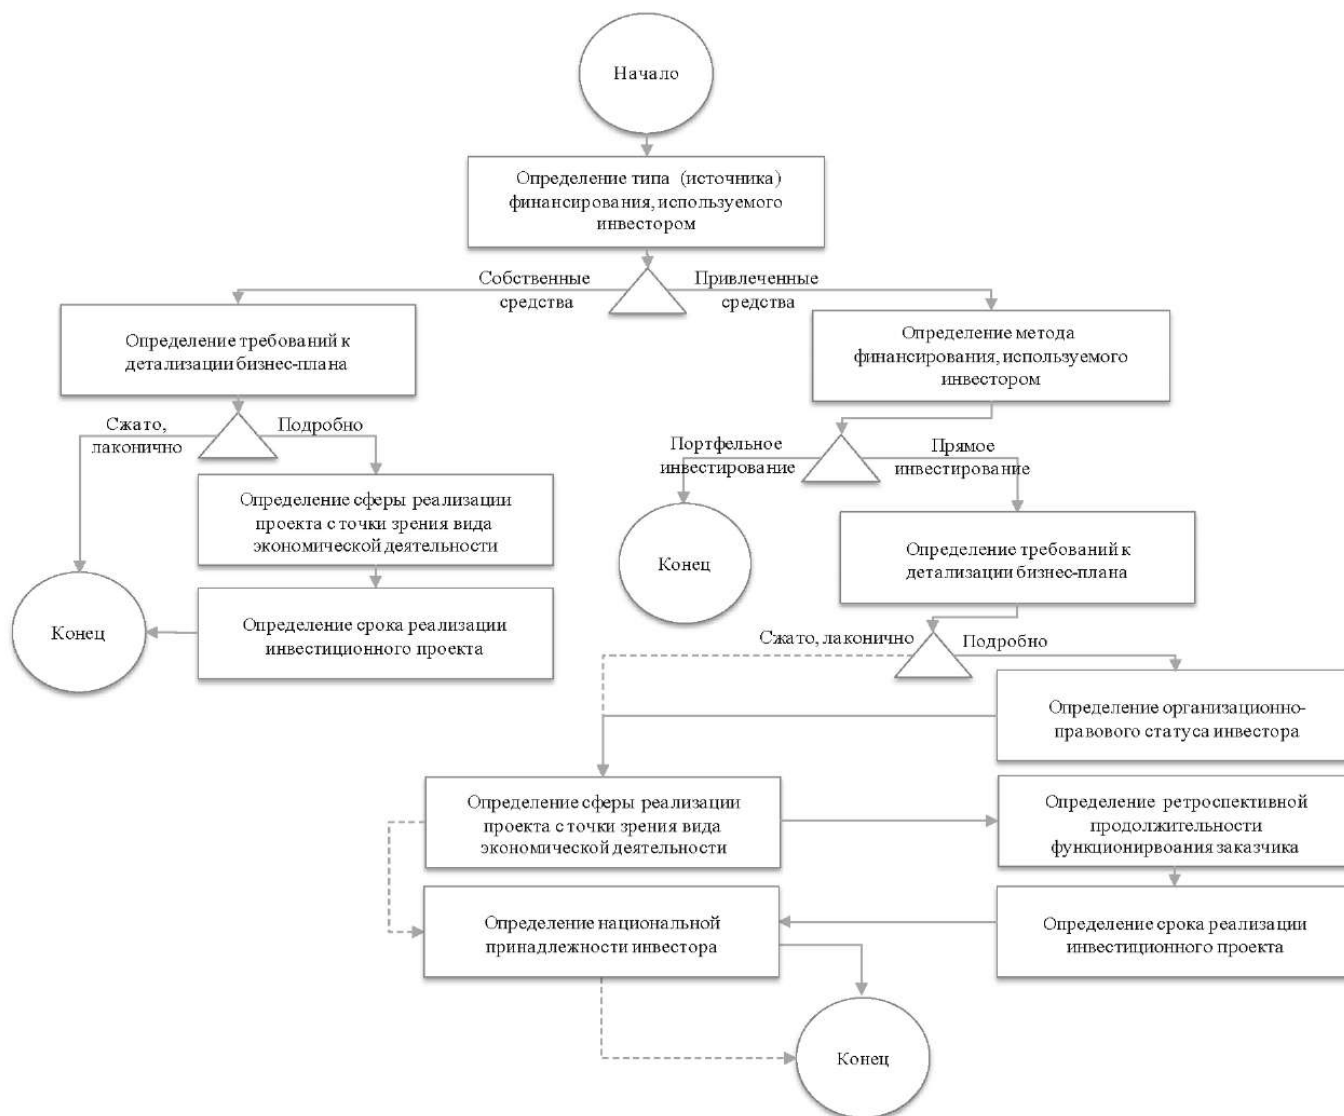 Начало
Определение типа (источника)
финансирования, используемого
инвестором
Собственные
средства
Привлеченные
средства
Определение требований к
детализации бизнес-плана
Определение метода
финансирования, используемого
инвестором
Сжато,
лаконично
Подробно
Портфельное
инвестирование
Прямое
инвестирование
Определение сферы реализации
проекта с точки зрения вида
экономической деятельности
Конец
Определение требований к
детализации бизнес-плана
Конец
Определение срока реализации
инвестиционного проекта
Сжато, лаконично
Подробно
Определение организационно-
правового статуса инвестора
Определение сферы реализации
проекта с точки зрения вида
экономической деятельности
Определение ретроспективной
продолжительности
функционирвоания заказчика
Определение национальной
принадлежности инвестора
Определение срока реализации
инвестиционного проекта
Конец